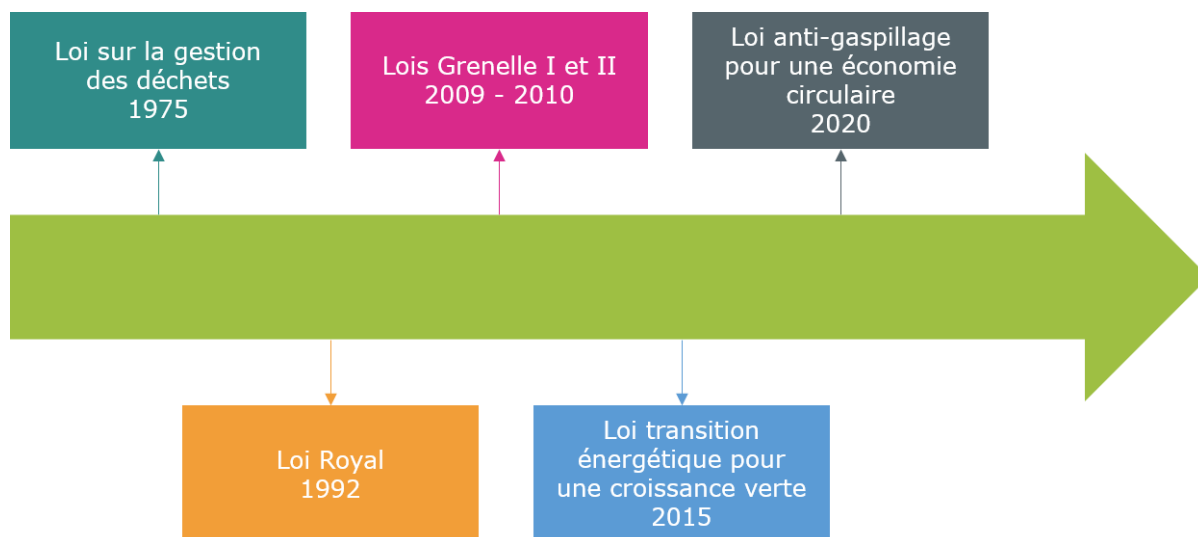 Loi sur la gestion
des déchets
1975
Lois Grenelle I et II
2009 - 2010
Loi anti-gaspillage
pour une économie
circulaire
2020
Loi Royal
1992
Loi transition
énergétique pour
une croissance verte
2015